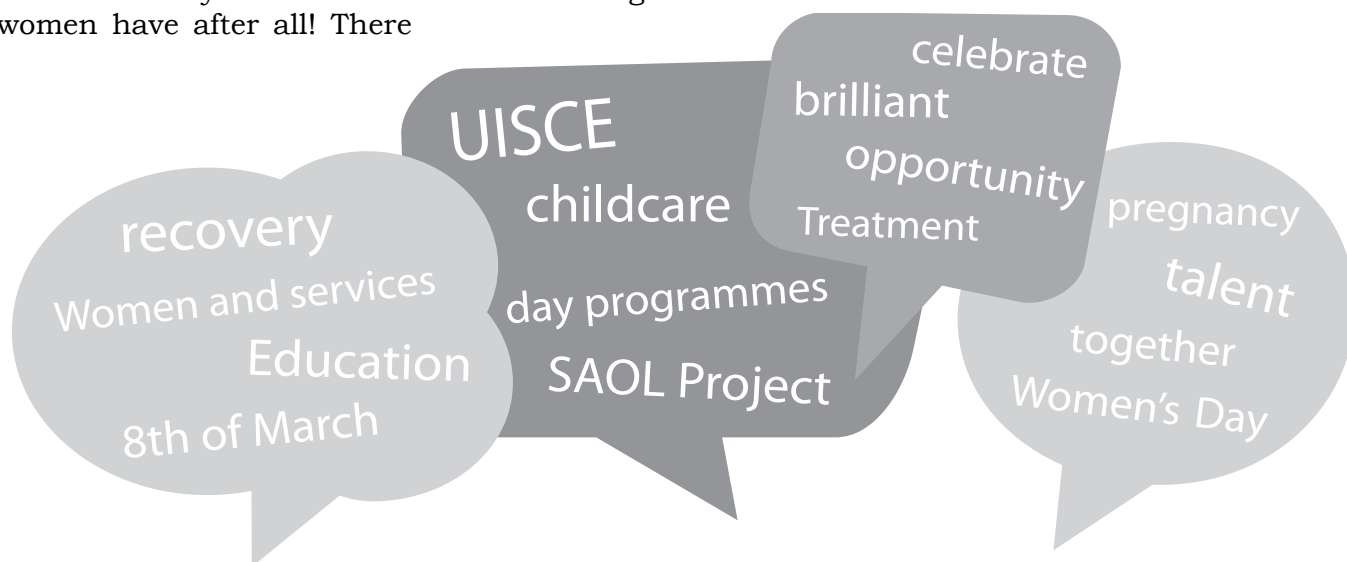 women have after all! There
celebrate
brilliant
opportunity
Treatment
UISCE
childcare
day programmes
SAOL Project
recovery
Women and services
Education
8th of March
pregnancy
talent
together
Women's Day